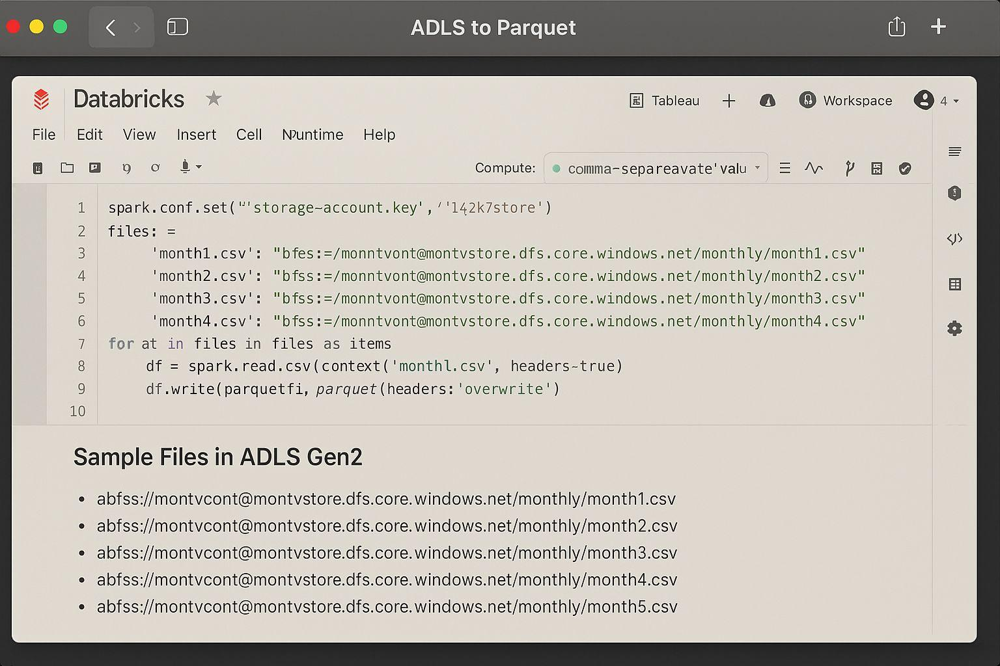 ADLS to Parquet
Databricks
Tableau
Workspace
4
File Edit View Insert Cell Nuntime Help
Compute: comma-separeavate'valu
1 spark.conf.set("'storage-account.key', ''142k7store')
2 files: =
3 'month1.csv': "bfes:=/monntvont@montvstore.dfs.core.windows.net/monthly/month1.csv"
4 'month2.csv': "bfss:=/monntvont@montvstore.dfs.core.windows.net/monthly/month2.csv"
5 'month3.csv': "bfss:=/monntvont@montvstore.dfs.core.windows.net/monthly/month3.csv"
6 'month4.csv': "bfss:=/monntvont@montvstore.dfs.core.windows.net/monthly/month4.csv"
7 for at in files in files as items
8 df = spark.read.csv(context('monthl.csv', headers~true)
9 df.write(parquetfi, parquet(headers:'overwrite')
10
Sample Files in ADLS Gen2
• abfss://montvcont@montvstore.dfs.core.windows.net/monthly/month1.csv
• abfss://montvcont@montvstore.dfs.core.windows.net/monthly/month2.csv
• abfss://montvcont@montvstore.dfs.core.windows.net/monthly/month3.csv
• abfss://montvcont@montvstore.dfs.core.windows.net/monthly/month4.csv
• abfss://montvcont@montvstore.dfs.core.windows.net/monthly/month5.csv